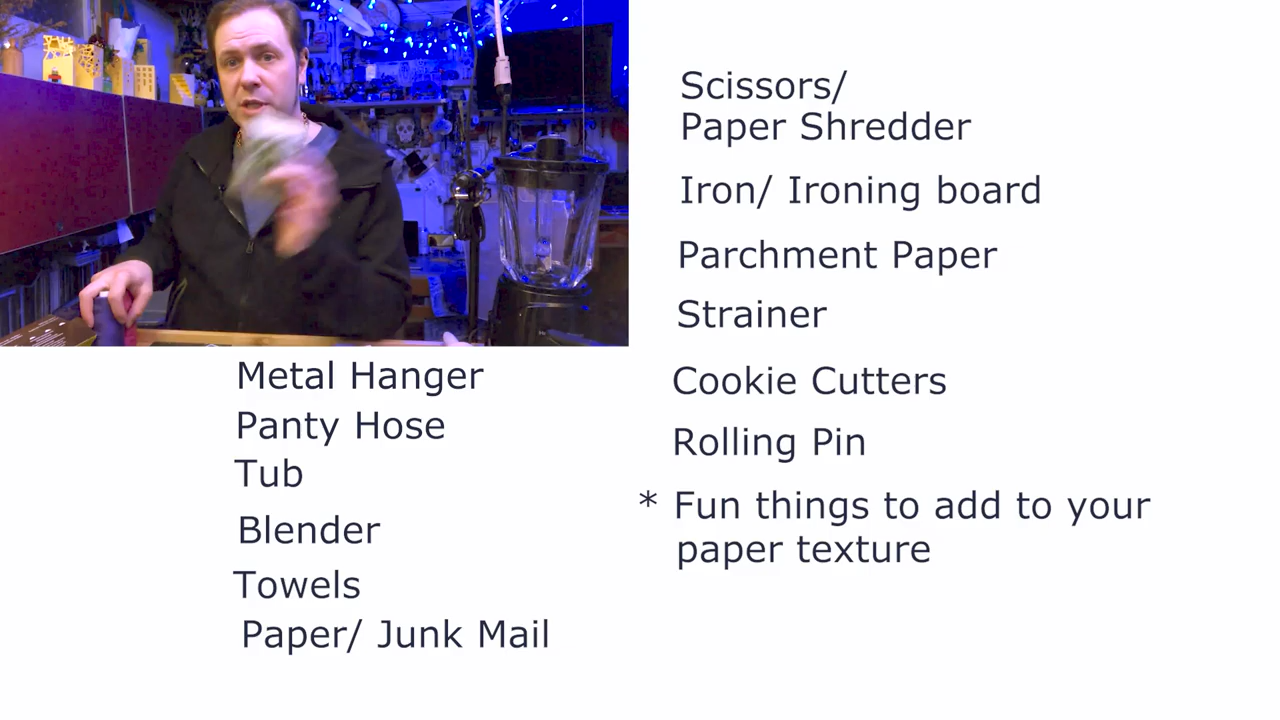 Metal Hanger
Panty Hose
Tub
Blender
Towels
Paper/ Junk Mail
Scissors/
Paper Shredder
Iron/ Ironing board
Parchment Paper
Strainer
Cookie Cutters
Rolling Pin
* Fun things to add to your
paper texture